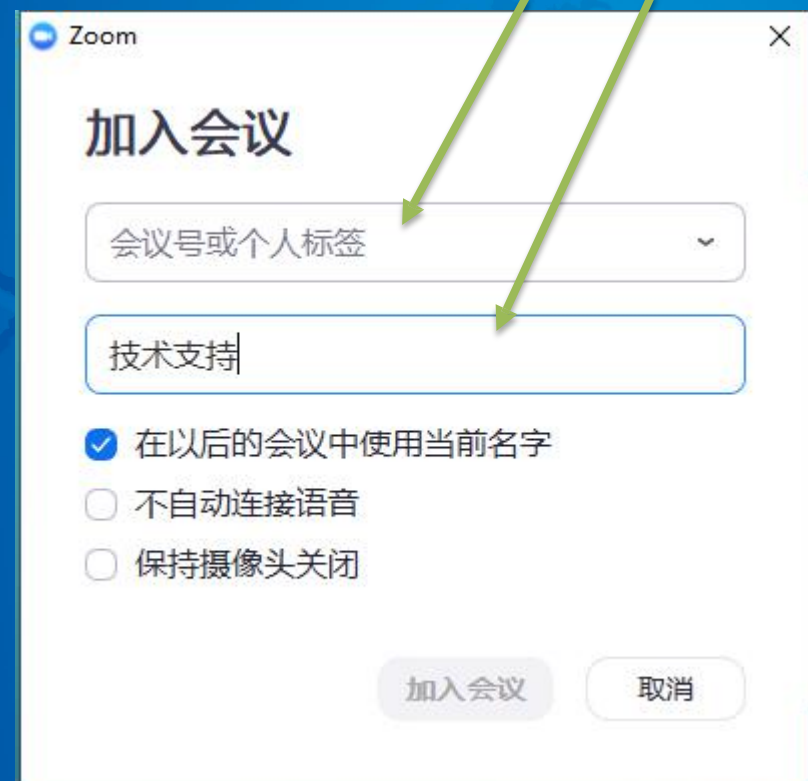 Zoom
加入会议
会议号或个人标签
技术支持
在以后的会议中使用当前名字
不自动连接语音
保持摄像头关闭
加入会议 取消